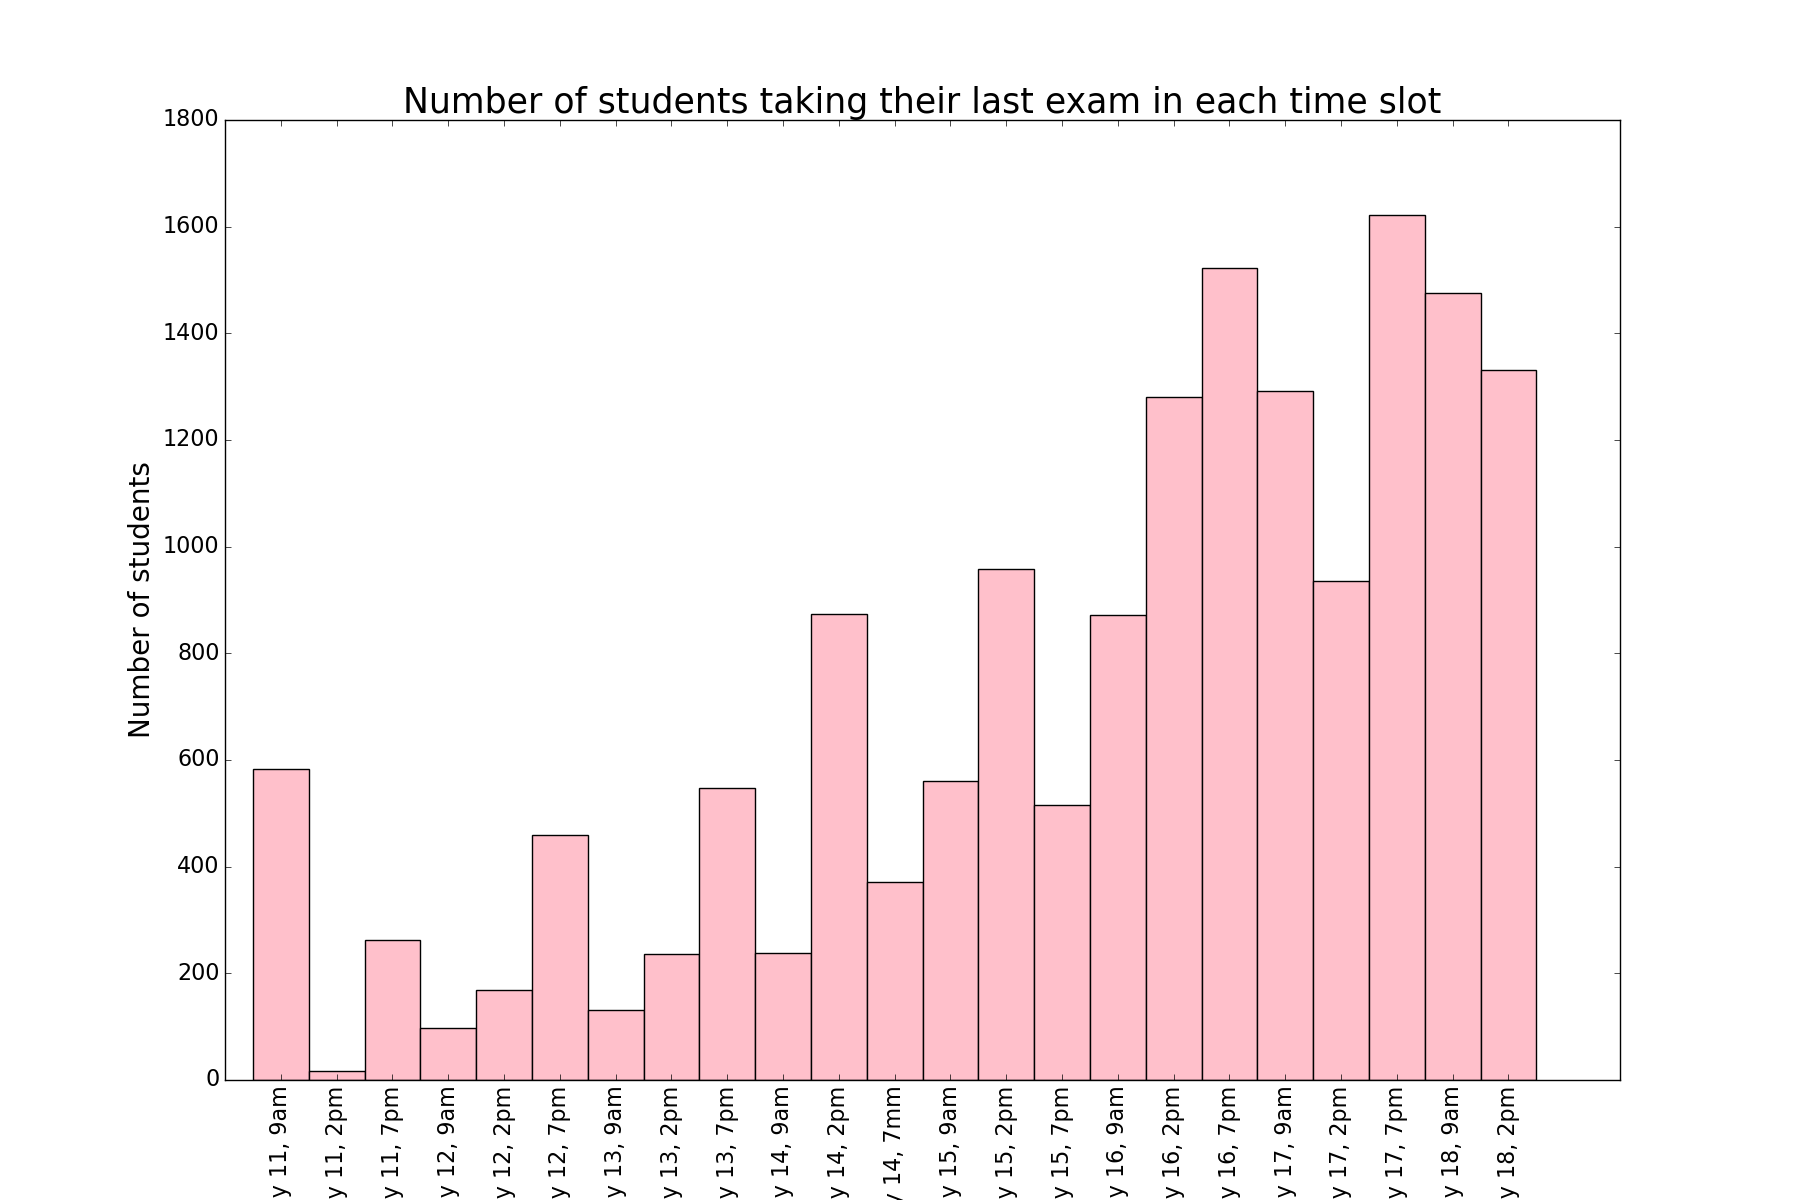 Number of students taking their last exam in each time slot
Number of students
1800
1600
1400
1200
1000
800
600
400
200
0
y 11, 9am
y 11, 2pm
y 11, 7pm
y 12, 9am
y 12, 2pm
y 12, 7pm
y 13, 9am
y 13, 2pm
y 13, 7pm
y 14, 9am
y 14, 2pm
y 14, 7mm
y 15, 9am
y 15, 2pm
y 15, 7pm
y 16, 9am
y 16, 2pm
y 16, 7pm
y 17, 9am
y 17, 2pm
y 17, 7pm
y 18, 9am
y 18, 2pm